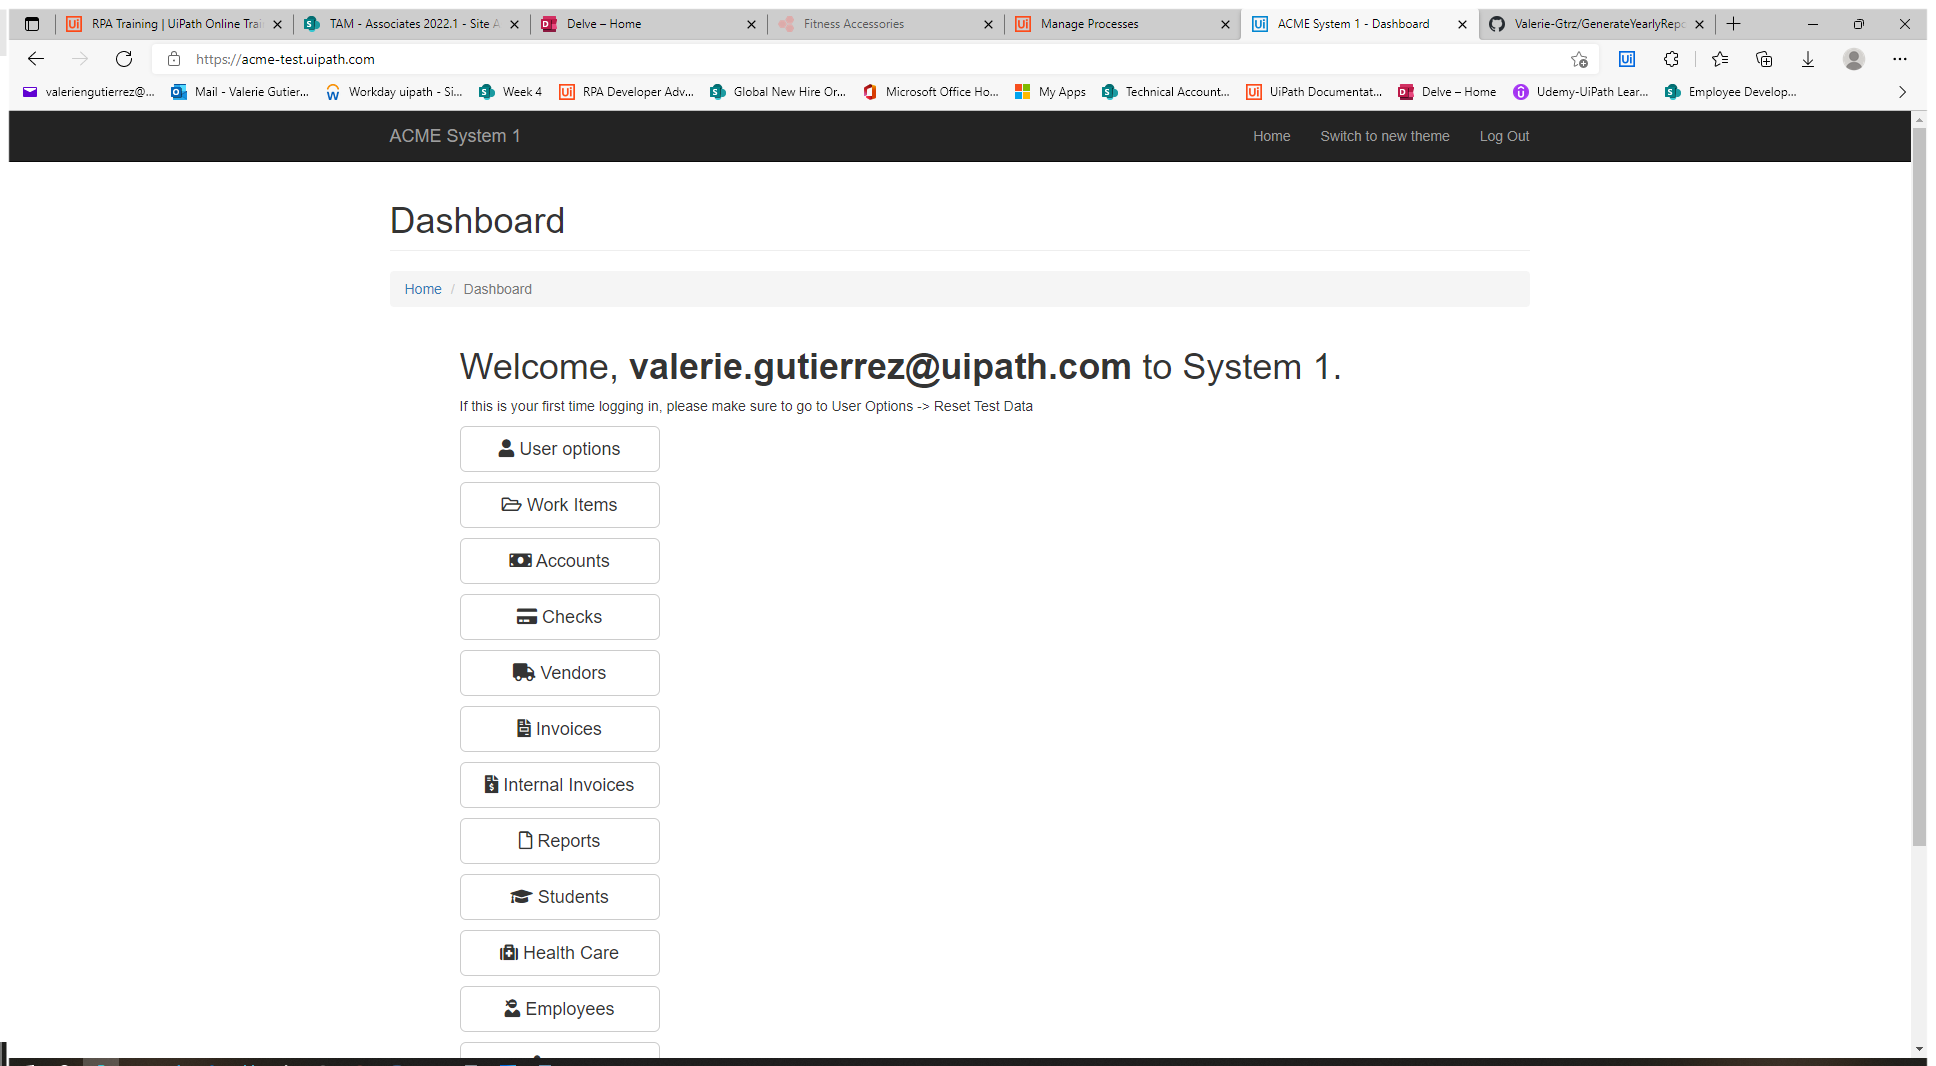 RPA Training | UiPath Online Trai
TAM - Associates 2022.1 - Site A
Delve – Home
Fitness Accessories
Manage Processes
ACME System 1 - Dashboard
Valerie-Gtrz/GenerateYearlyRepo
https://acme-test.uipath.com
valeriengutierrez@...
Mail - Valerie Gutier...
Workday uipath - Si...
Week 4
RPA Developer Adv...
Global New Hire Or...
Microsoft Office Ho...
My Apps
Technical Account...
UiPath Documentat...
Delve – Home
Udemy-UiPath Lear...
Employee Develop...
ACME System 1
Home
Switch to new theme
Log Out
Dashboard
Home / Dashboard
Welcome, valerie.gutierrez@uipath.com to System 1.
If this is your first time logging in, please make sure to go to User Options -> Reset Test Data
User options
Work Items
Accounts
Checks
Vendors
Invoices
Internal Invoices
Reports
Students
Health Care
Employees